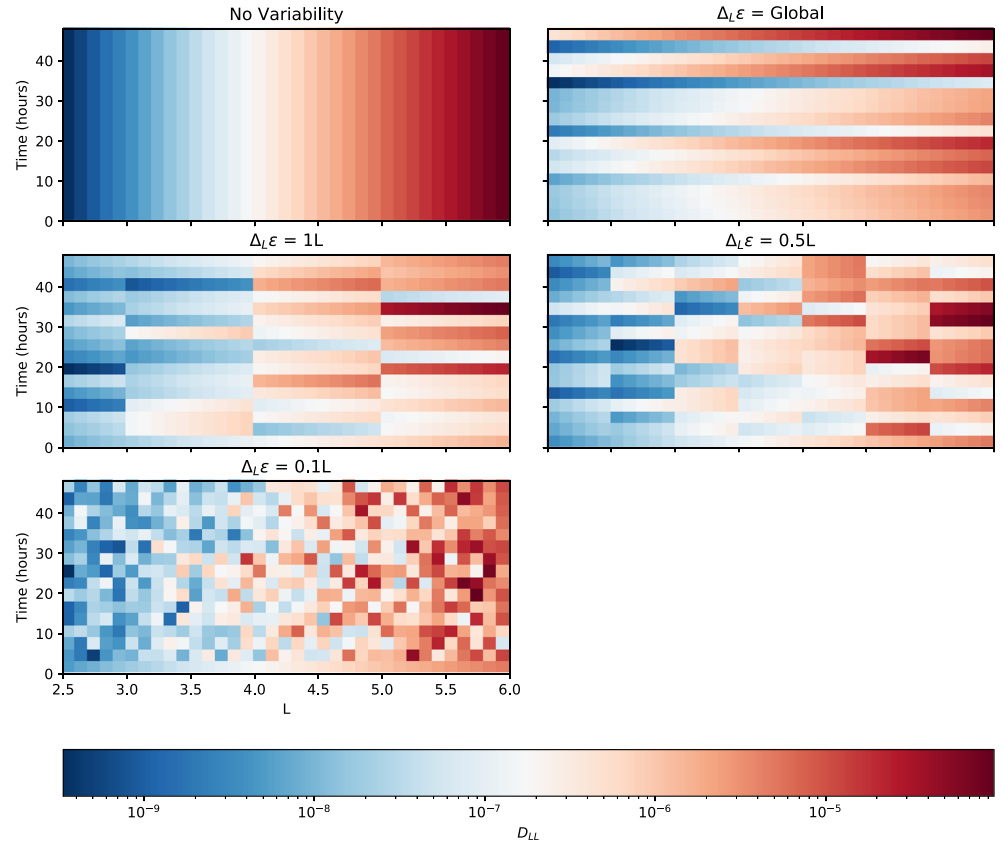 No Variability
Δ_Lε = Global
Time (hours)
40
30
20
10
0
Δ_Lε = 1L
Δ_Lε = 0.5L
Time (hours)
40
30
20
10
0
Δ_Lε = 0.1L
Time (hours)
40
30
20
10
0
2.5 3.0 3.5 4.0 4.5 5.0 5.5 6.0
L
10⁻⁹ 10⁻⁸ 10⁻⁷ 10⁻⁶ 10⁻⁵
D_LL